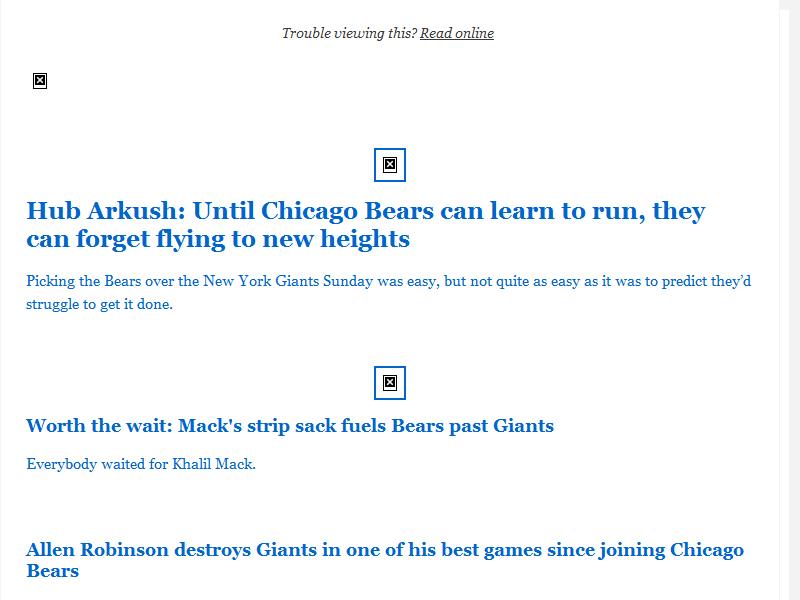 Trouble viewing this? Read online
Hub Arkush: Until Chicago Bears can learn to run, they
can forget flying to new heights
Picking the Bears over the New York Giants Sunday was easy, but not quite as easy as it was to predict they’d
struggle to get it done.
Worth the wait: Mack's strip sack fuels Bears past Giants
Everybody waited for Khalil Mack.
Allen Robinson destroys Giants in one of his best games since joining Chicago
Bears